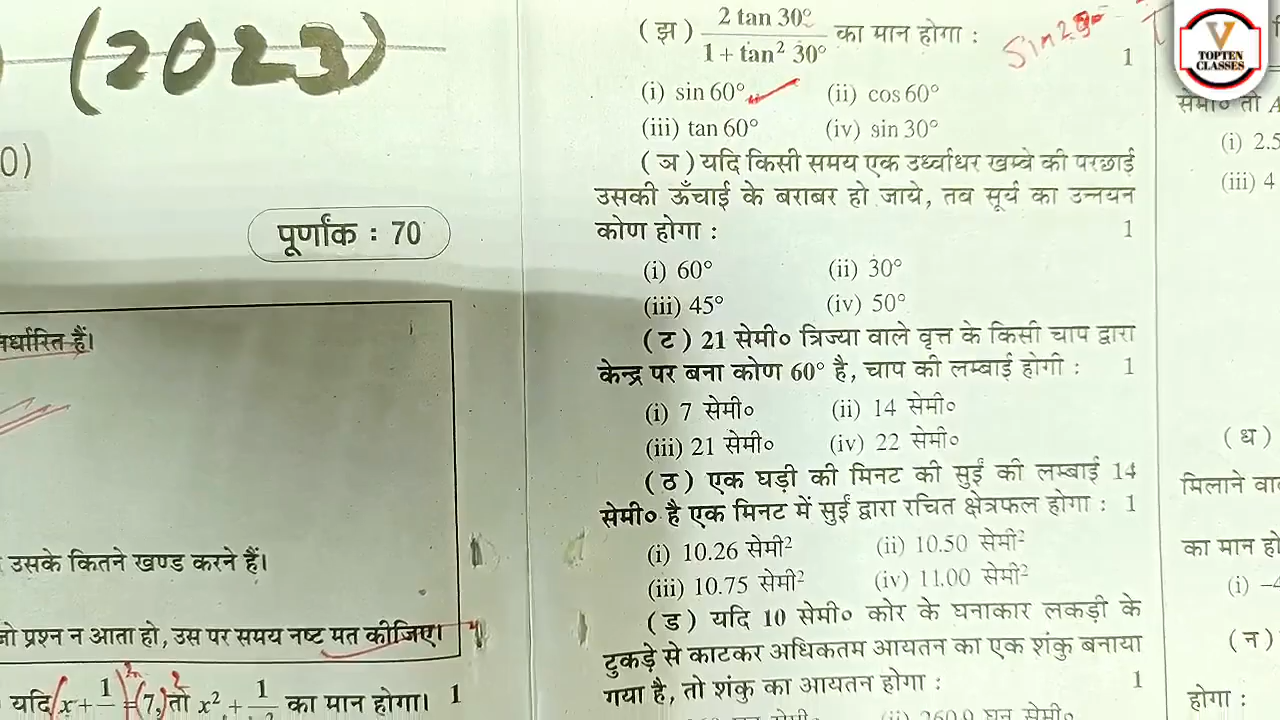 (2023)
0)
पूर्णांक : 70
र्धारित हैं।
उसके कितने खण्ड करने हैं।
जो प्रश्न न आता हो, उस पर समय नष्ट मत कीजिए।
यदि x + 1 = 7, तो x² + 1 का मान होगा। 1
(झ) 2 tan 30° / 1 + tan² 30° का मान होगा : 1
(i) sin 60° (ii) cos 60°
(iii) tan 60° (iv) sin 30°
(ञ) यदि किसी समय एक उर्ध्वाधर खम्बे की परछाई
उसकी ऊँचाई के बराबर हो जाये, तव सूर्य का उन्नयन
कोण होगा : 1
(i) 60° (ii) 30°
(iii) 45° (iv) 50°
(ट) 21 सेमी० त्रिज्या वाले वृत्त के किसी चाप द्वारा
केन्द्र पर बना कोण 60° है, चाप की लम्बाई होगी : 1
(i) 7 सेमी० (ii) 14 सेमी०
(iii) 21 सेमी० (iv) 22 सेमी०
(ठ) एक घड़ी की मिनट की सुई की लम्बाई 14
सेमी० है एक मिनट में सुई द्वारा रचित क्षेत्रफल होगा : 1
(i) 10.26 सेमी² (ii) 10.50 सेमी²
(iii) 10.75 सेमी² (iv) 11.00 सेमी²
(ड) यदि 10 सेमी० कोर के घनाकार लकड़ी के
टुकड़े से काटकर अधिकतम आयतन का एक शंकु बनाया
गया है, तो शंकु का आयतन होगा : 1
V
TOPTEN
CLASSES
सेमी० तो A
(i) 2.5
(iii) 4
(ध)
मिलाने वा
का मान हो
(i) –4
(न)
होगा :